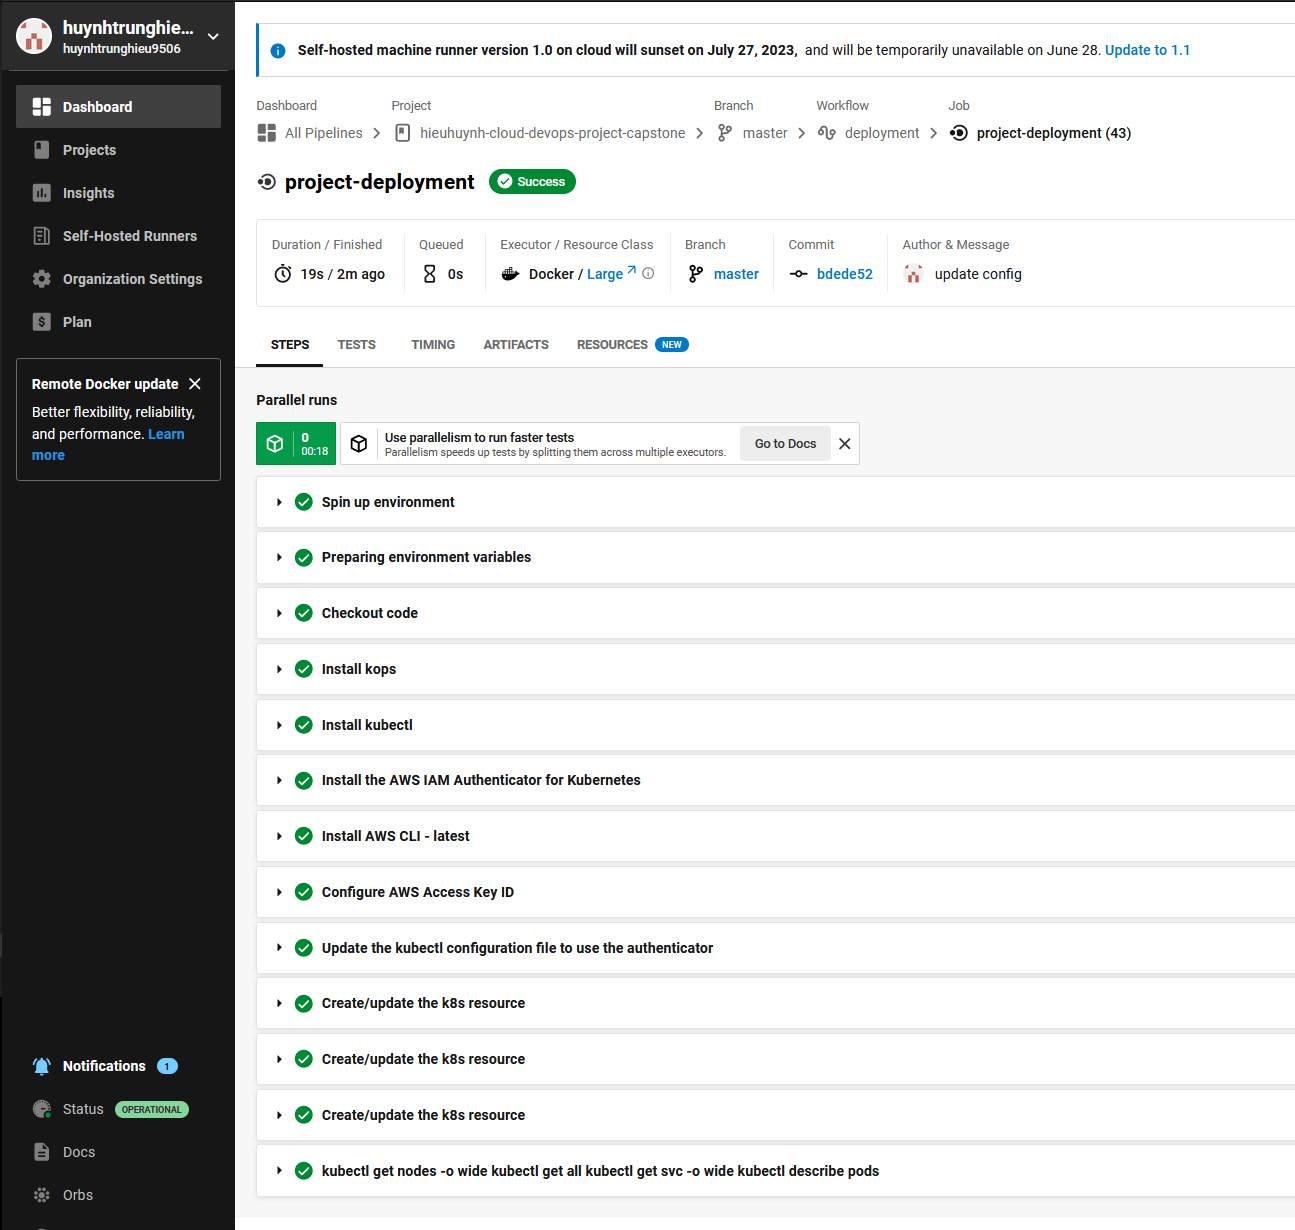 huynhtrunghie...
huynhtrunghieu9506
Dashboard
Projects
Insights
Self-Hosted Runners
Organization Settings
Plan
Remote Docker update
Better flexibility, reliability,
and performance. Learn
more
Notifications 1
Status OPERATIONAL
Docs
Orbs
Self-hosted machine runner version 1.0 on cloud will sunset on July 27, 2023, and will be temporarily unavailable on June 28. Update to 1.1
Dashboard Project Branch Workflow Job
All Pipelines hieuhuynh-cloud-devops-project-capstone master deployment project-deployment (43)
project-deployment Success
Duration / Finished Queued Executor / Resource Class Branch Commit Author & Message
19s / 2m ago 0s Docker / Large master bdede52 update config
STEPS TESTS TIMING ARTIFACTS RESOURCES NEW
Parallel runs
0
00:18
Use parallelism to run faster tests
Parallelism speeds up tests by splitting them across multiple executors.
Go to Docs
Spin up environment
Preparing environment variables
Checkout code
Install kops
Install kubectl
Install the AWS IAM Authenticator for Kubernetes
Install AWS CLI - latest
Configure AWS Access Key ID
Update the kubectl configuration file to use the authenticator
Create/update the k8s resource
Create/update the k8s resource
Create/update the k8s resource
kubectl get nodes -o wide kubectl get all kubectl get svc -o wide kubectl describe pods